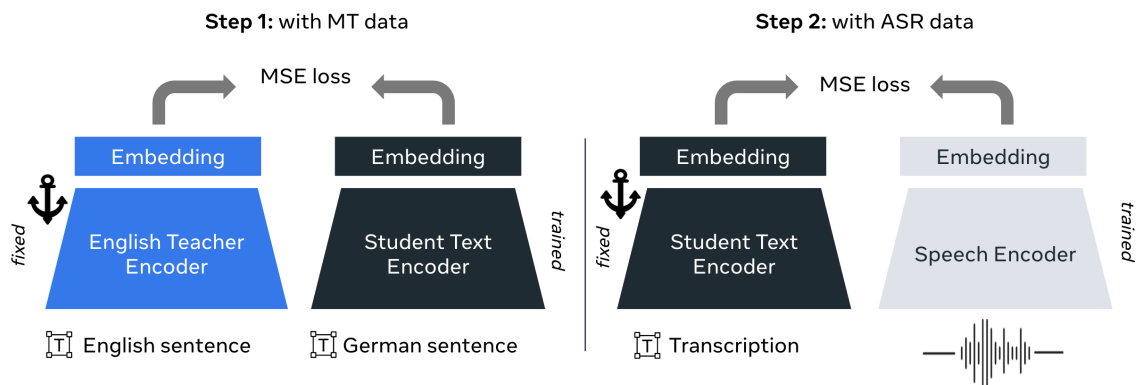 Step 1: with MT data
MSE loss
Embedding
Embedding
fixed
English Teacher
Encoder
Student Text
Encoder
trained
T English sentence
T German sentence
Step 2: with ASR data
MSE loss
Embedding
Embedding
fixed
Student Text
Encoder
Speech Encoder
trained
T Transcription